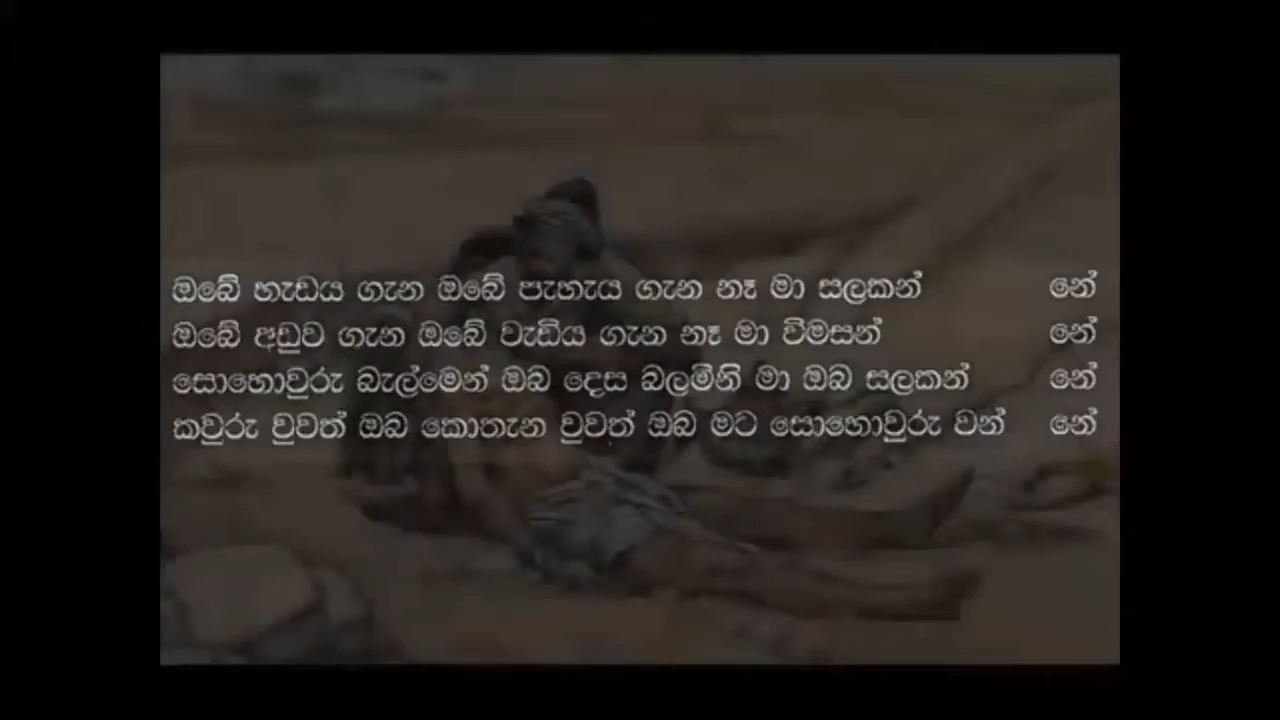 ඔබේ හැඩය ගැන ඔබේ පැහැය ගැන නෑ මා සලකන් නේ
ඔබේ අඩුව ගැන ඔබේ වැඩිය ගැන නෑ මා විමසන් නේ
සොහොවුරු බැල්මෙන් ඔබ දෙස බලමිනි මා ඔබ සලකන් නේ
කවුරු වුවත් ඔබ කොතැන වුවත් ඔබ මට සොහොවුරු වන් නේ